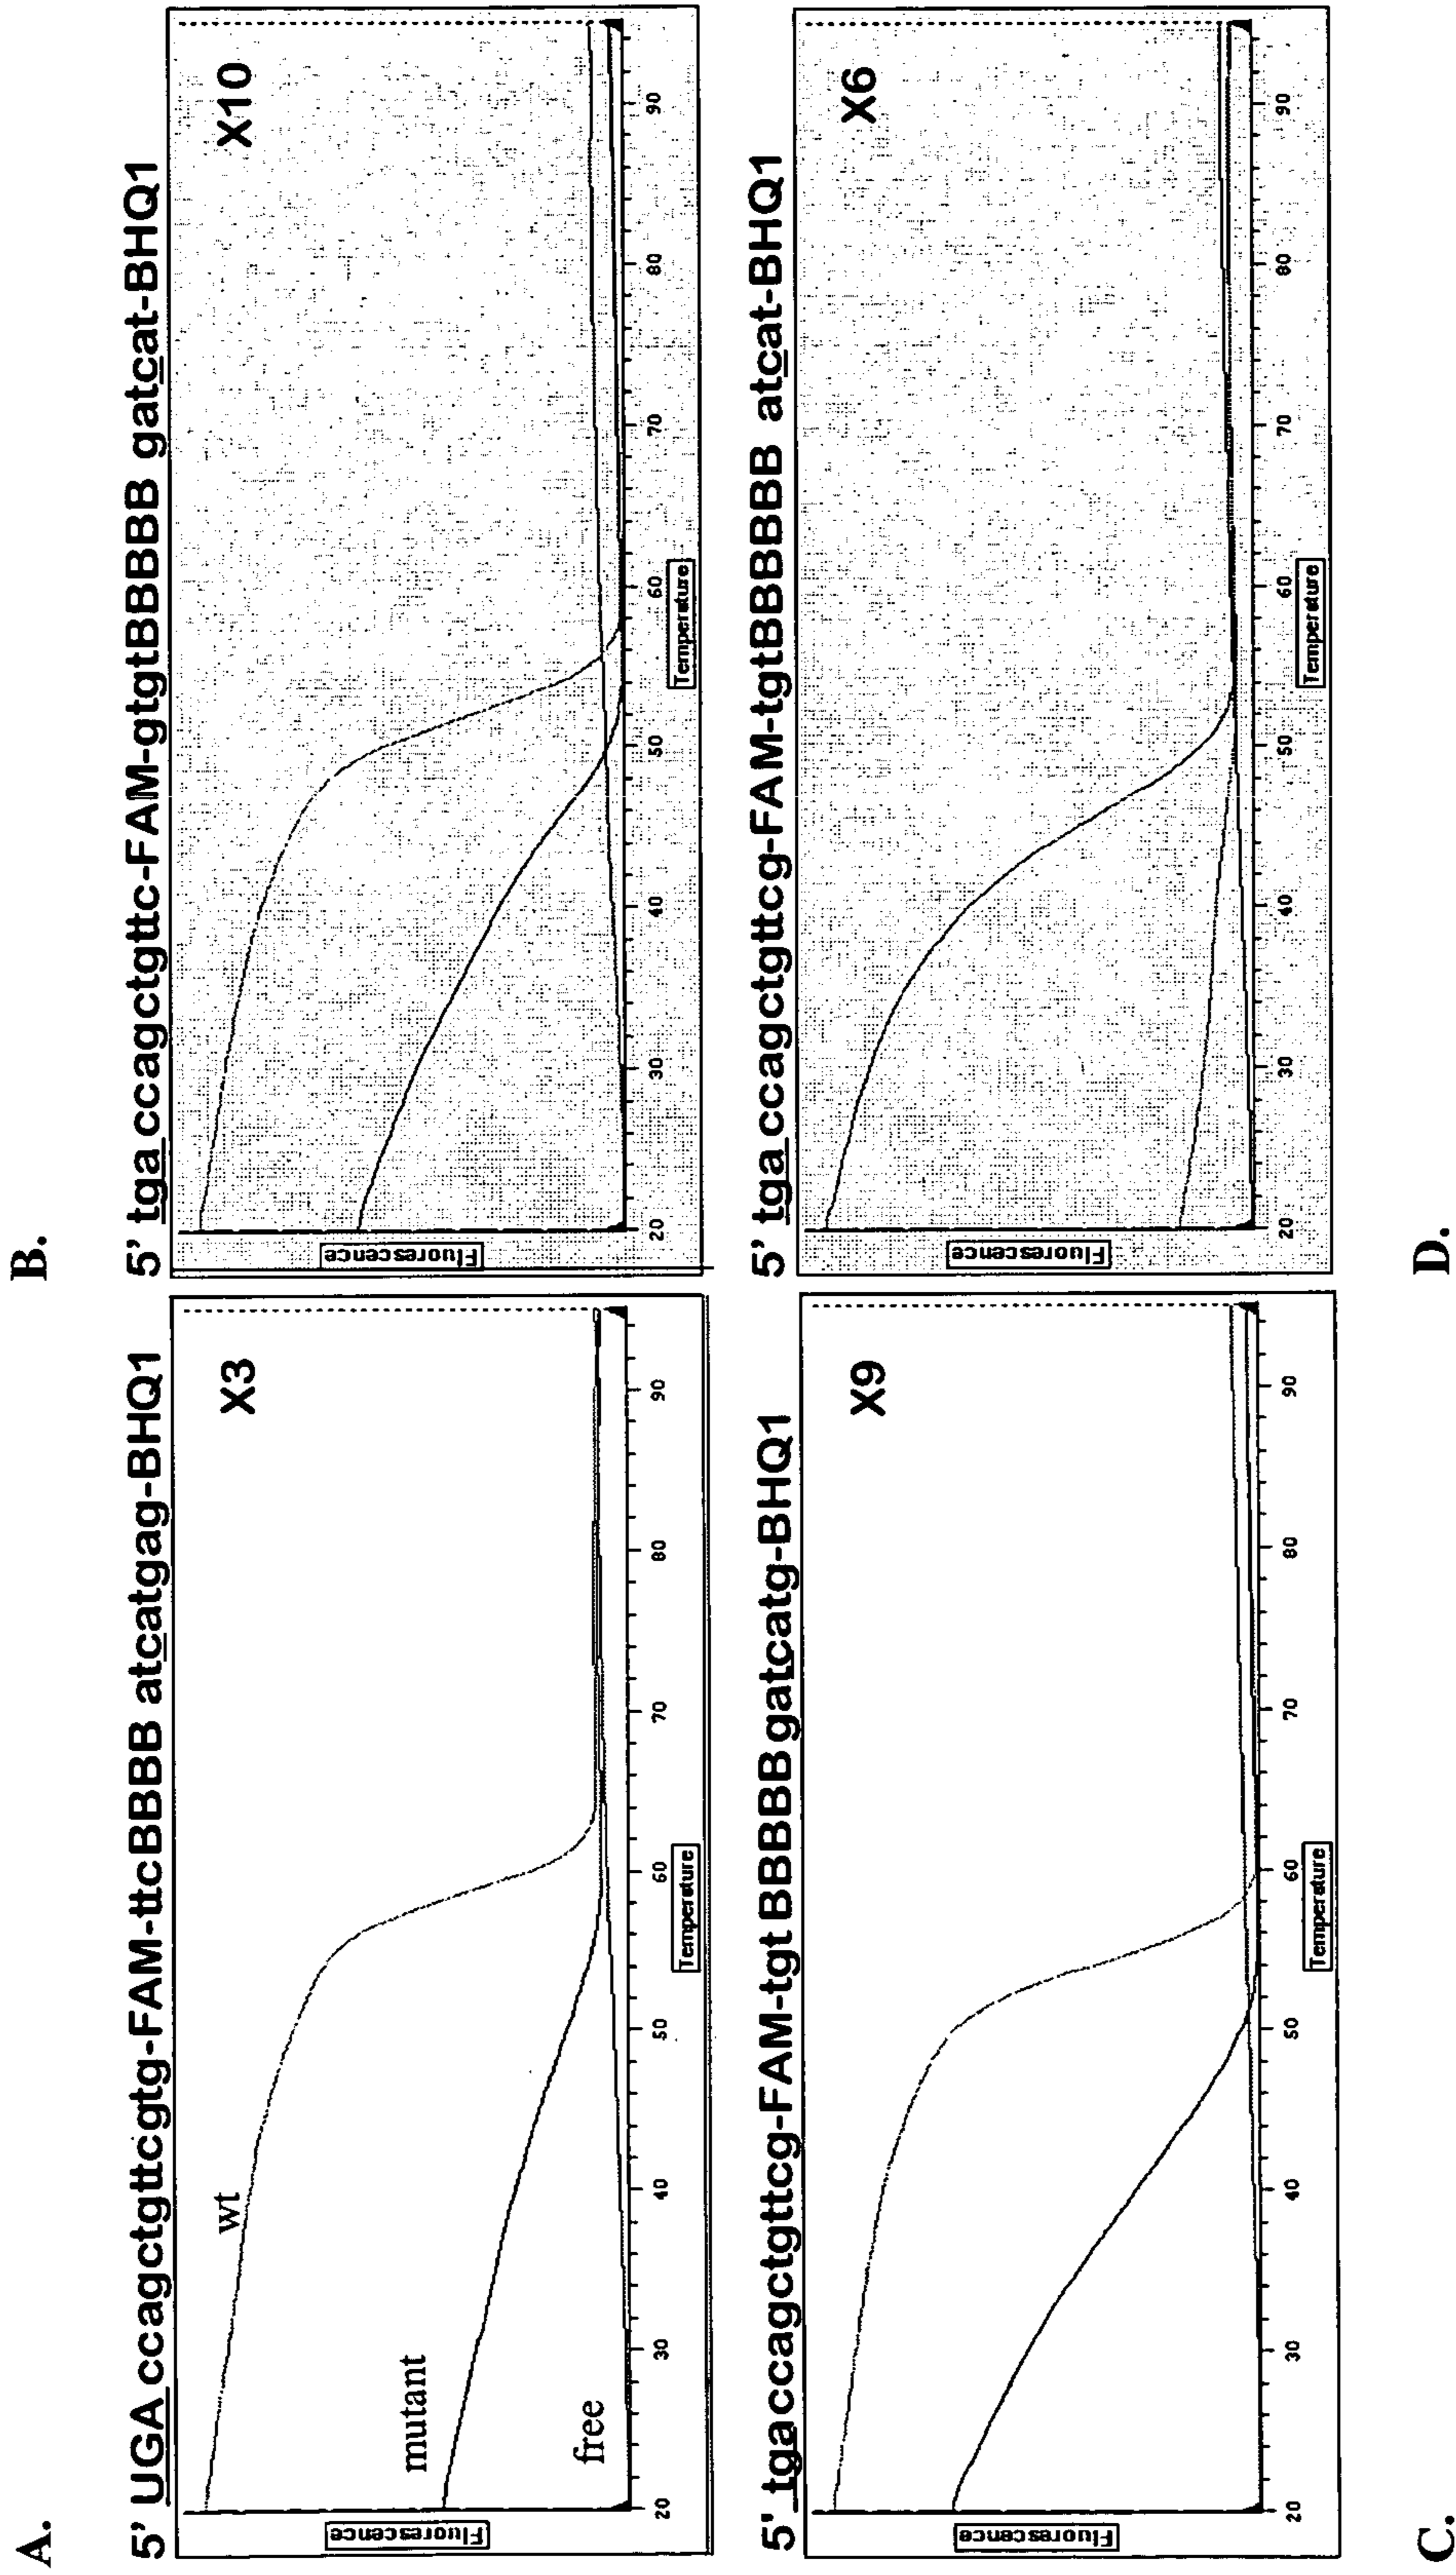 A.
5' UGA ccagctgttcgtg-FAM-ttcBBBB atcatgag-BHQ1
X3
wt
mutant
free
Fluorescence
20 30 40 50 60 70 80 90
Temperature
B.
5' tga ccagctgttc-FAM-gtgtBBBBBB gatcat-BHQ1
X10
Fluorescence
20 30 40 50 60 70 80 90
Temperature
5' tga ccagctgttcg-FAM-tgt BBBBB gatcatg-BHQ1
X9
Fluorescence
20 30 40 50 60 70 80 90
Temperature
C.
5' tga ccagctgttcg-FAM-tgtBBBBBB atcat-BHQ1
X6
Fluorescence
20 30 40 50 60 70 80 90
Temperature
D.